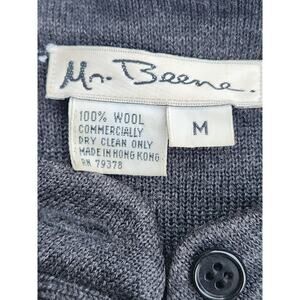 Mr. Beene.
100% WOOL
COMMERCIALLY
DRY CLEAN ONLY
MADE IN HONG KONG
RN 79378
M